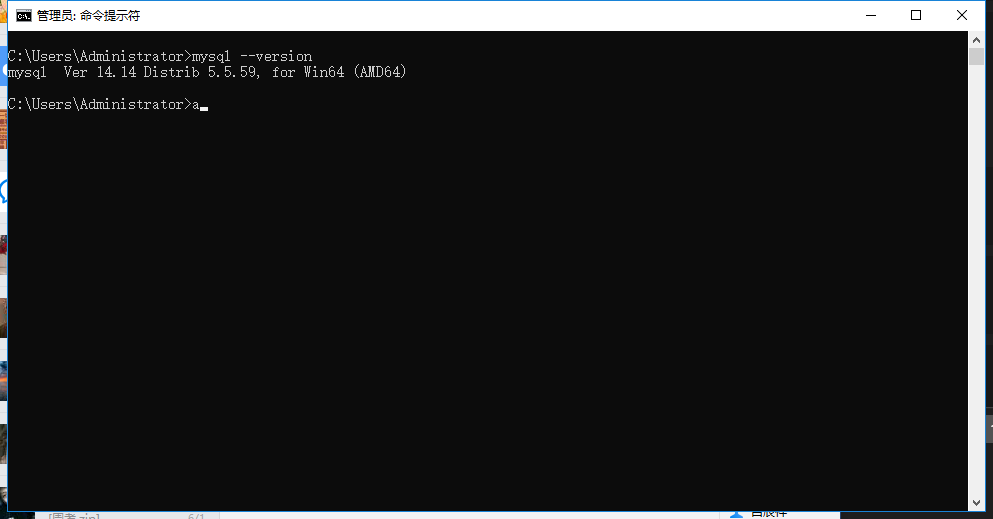 管理员: 命令提示符
C:\Users\Administrator>mysql --version
mysql  Ver 14.14 Distrib 5.5.59, for Win64 (AMD64)
C:\Users\Administrator>a